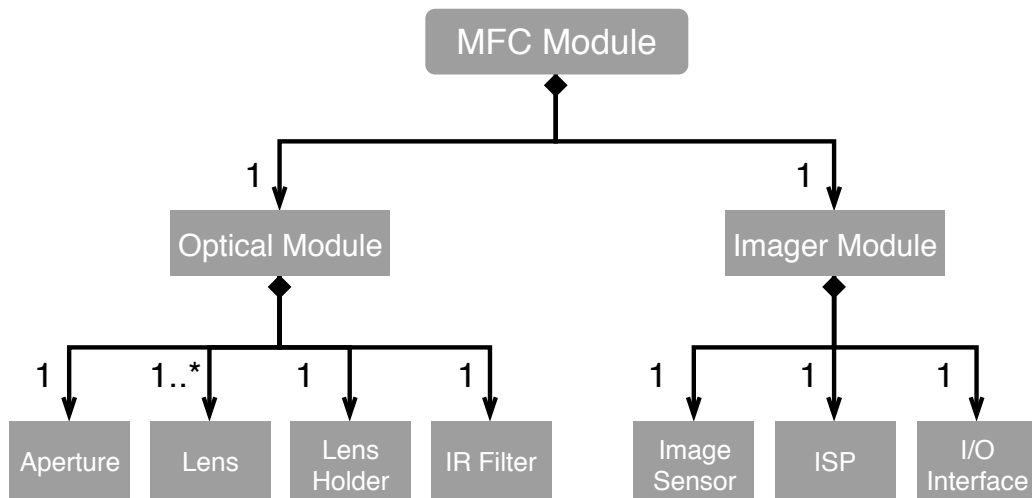 MFC Module
1
1
Optical Module
Imager Module
1
1..*
1
1
1
1
1
Aperture
Lens
Lens
Holder
IR Filter
Image
Sensor
ISP
I/O
Interface